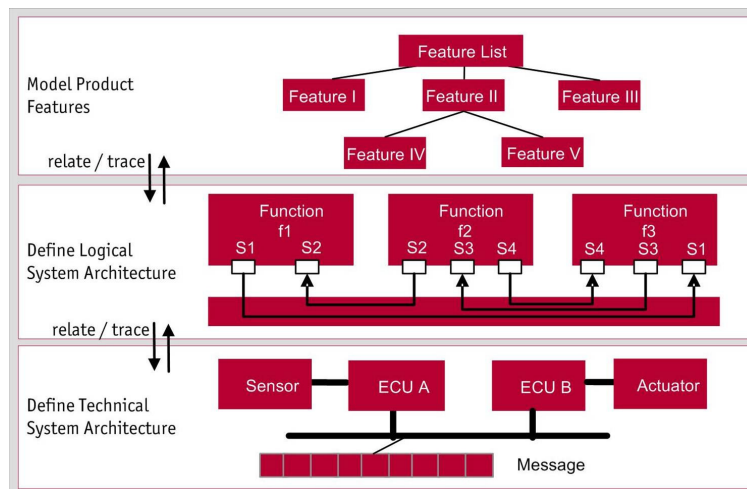 Model Product
Features
Feature List
Feature I
Feature II
Feature III
Feature IV
Feature V
relate / trace
Define Logical
System Architecture
Function
f1
S1
S2
Function
f2
S2
S3
S4
Function
f3
S4
S3
S1
relate / trace
Define Technical
System Architecture
Sensor
ECU A
ECU B
Actuator
Message